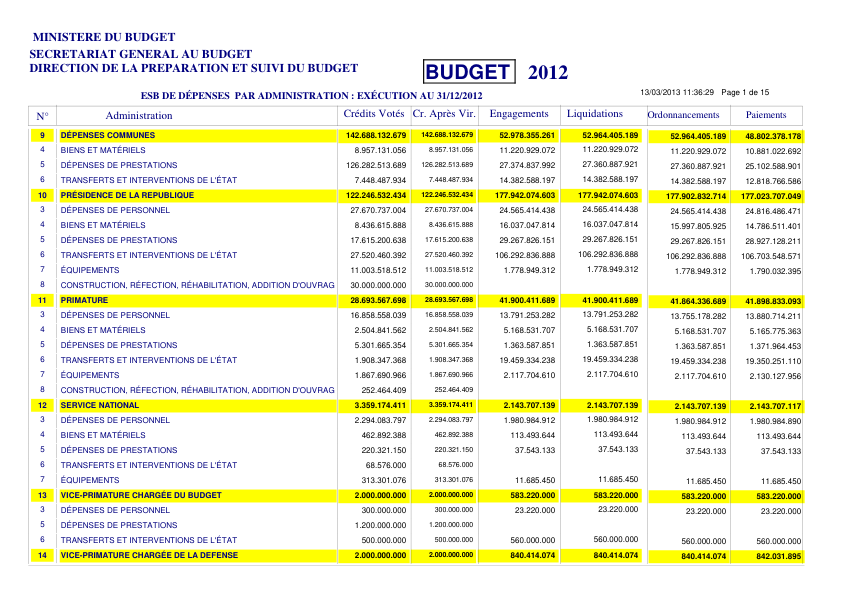 MINISTERE DU BUDGET
SECRETARIAT GENERAL AU BUDGET
DIRECTION DE LA PREPARATION ET SUIVI DU BUDGET
BUDGET 2012
13/03/2013 11:36:29 Page 1 de 15
ESB DE DÉPENSES PAR ADMINISTRATION : EXÉCUTION AU 31/12/2012
N° Administration Crédits Votés Cr. Après Vir. Engagements Liquidations Ordonnancements Paiements
9 DÉPENSES COMMUNES 142.688.132.679 142.688.132.679 52.978.355.261 52.964.405.189 52.964.405.189 48.802.378.178
4 BIENS ET MATÉRIELS 8.957.131.056 8.957.131.056 11.220.929.072 11.220.929.072 11.220.929.072 10.881.022.692
5 DÉPENSES DE PRESTATIONS 126.282.513.689 126.282.513.689 27.374.837.992 27.360.887.921 27.360.887.921 25.102.588.901
6 TRANSFERTS ET INTERVENTIONS DE L'ÉTAT 7.448.487.934 7.448.487.934 14.382.588.197 14.382.588.197 14.382.588.197 12.818.766.586
10 PRÉSIDENCE DE LA REPUBLIQUE 122.246.532.434 122.246.532.434 177.942.074.603 177.942.074.603 177.902.832.714 177.023.707.049
3 DÉPENSES DE PERSONNEL 27.670.737.004 27.670.737.004 24.565.414.438 24.565.414.438 24.565.414.438 24.816.486.471
4 BIENS ET MATÉRIELS 8.436.615.888 8.436.615.888 16.037.047.814 16.037.047.814 15.997.805.925 14.786.511.401
5 DÉPENSES DE PRESTATIONS 17.615.200.638 17.615.200.638 29.267.826.151 29.267.826.151 29.267.826.151 28.927.128.211
6 TRANSFERTS ET INTERVENTIONS DE L'ÉTAT 27.520.460.392 27.520.460.392 106.292.836.888 106.292.836.888 106.292.836.888 106.703.548.571
7 ÉQUIPEMENTS 11.003.518.512 11.003.518.512 1.778.949.312 1.778.949.312 1.778.949.312 1.790.032.395
8 CONSTRUCTION, RÉFECTION, RÉHABILITATION, ADDITION D'OUVRAG 30.000.000.000 30.000.000.000
11 PRIMATURE 28.693.567.698 28.693.567.698 41.900.411.689 41.900.411.689 41.864.336.689 41.898.833.093
3 DÉPENSES DE PERSONNEL 16.858.558.039 16.858.558.039 13.791.253.282 13.791.253.282 13.755.178.282 13.880.714.211
4 BIENS ET MATÉRIELS 2.504.841.562 2.504.841.562 5.168.531.707 5.168.531.707 5.168.531.707 5.165.775.363
5 DÉPENSES DE PRESTATIONS 5.301.665.354 5.301.665.354 1.363.587.851 1.363.587.851 1.363.587.851 1.371.964.453
6 TRANSFERTS ET INTERVENTIONS DE L'ÉTAT 1.908.347.368 1.908.347.368 19.459.334.238 19.459.334.238 19.459.334.238 19.350.251.110
7 ÉQUIPEMENTS 1.867.690.966 1.867.690.966 2.117.704.610 2.117.704.610 2.117.704.610 2.130.127.956
8 CONSTRUCTION, RÉFECTION, RÉHABILITATION, ADDITION D'OUVRAG 252.464.409 252.464.409
12 SERVICE NATIONAL 3.359.174.411 3.359.174.411 2.143.707.139 2.143.707.139 2.143.707.139 2.143.707.117
3 DÉPENSES DE PERSONNEL 2.294.083.797 2.294.083.797 1.980.984.912 1.980.984.912 1.980.984.912 1.980.984.890
4 BIENS ET MATÉRIELS 462.892.388 462.892.388 113.493.644 113.493.644 113.493.644 113.493.644
5 DÉPENSES DE PRESTATIONS 220.321.150 220.321.150 37.543.133 37.543.133 37.543.133 37.543.133
6 TRANSFERTS ET INTERVENTIONS DE L'ÉTAT 68.576.000 68.576.000
7 ÉQUIPEMENTS 313.301.076 313.301.076 11.685.450 11.685.450 11.685.450 11.685.450
13 VICE-PRIMATURE CHARGÉE DU BUDGET 2.000.000.000 2.000.000.000 583.220.000 583.220.000 583.220.000 583.220.000
3 DÉPENSES DE PERSONNEL 300.000.000 300.000.000 23.220.000 23.220.000 23.220.000 23.220.000
5 DÉPENSES DE PRESTATIONS 1.200.000.000 1.200.000.000
6 TRANSFERTS ET INTERVENTIONS DE L'ÉTAT 500.000.000 500.000.000 560.000.000 560.000.000 560.000.000 560.000.000
14 VICE-PRIMATURE CHARGÉE DE LA DEFENSE 2.000.000.000 2.000.000.000 840.414.074 840.414.074 840.414.074 842.031.895